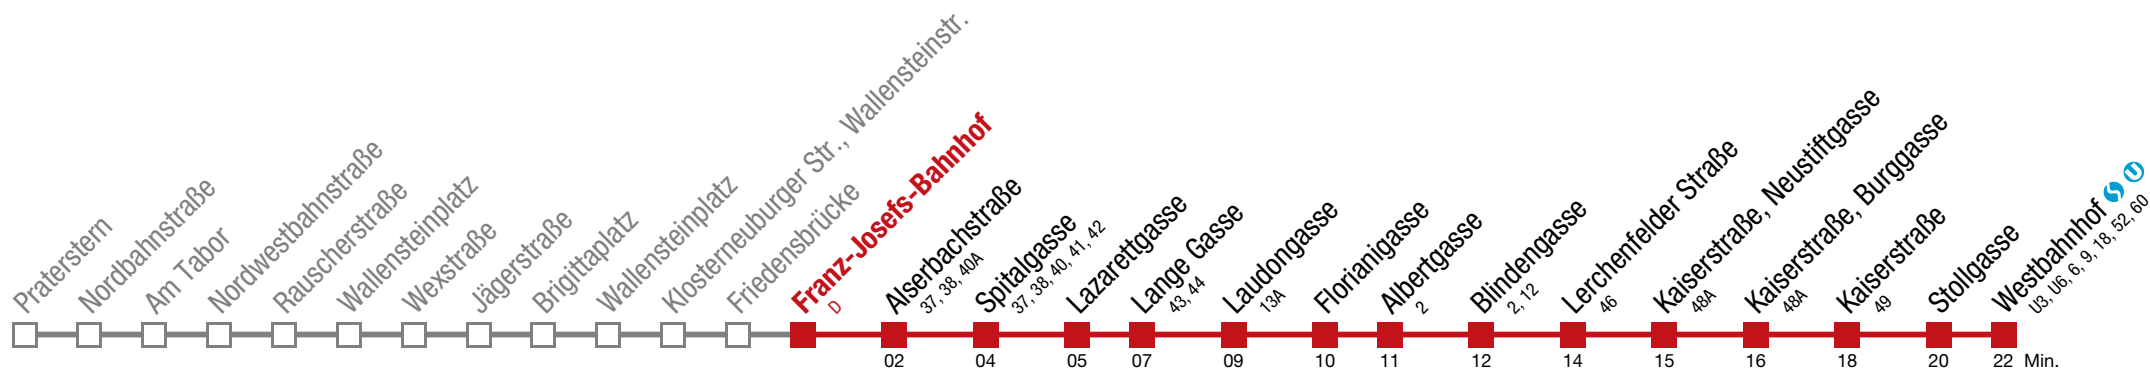 Praterstern
Nordbahnstraße
Am Tabor
Nordwestbahnstraße
Rauscherstraße
Wallensteinplatz
Wexstraße
Jägerstraße
Brigittaplatz
Wallensteinplatz
Klosterneuburger Str., Wallensteinstr.
Friedensbrücke
Franz-Josefs-Bahnhof
D
Alserbachstraße
37, 38, 40A
02
Spitalgasse
37, 38, 40, 41, 42
04
Lazarettgasse
05
Lange Gasse
43, 44
07
Laudongasse
13A
09
Florianigasse
10
Albertgasse
2
11
Blindengasse
2, 12
12
Lerchenfelder Straße
46
14
Kaiserstraße, Neustiftgasse
48A
15
Kaiserstraße, Burggasse
48A
16
Kaiserstraße
49
18
Stollgasse
20
Westbahnhof S U
U3, U6, 6, 9, 18, 52, 60
22 Min.